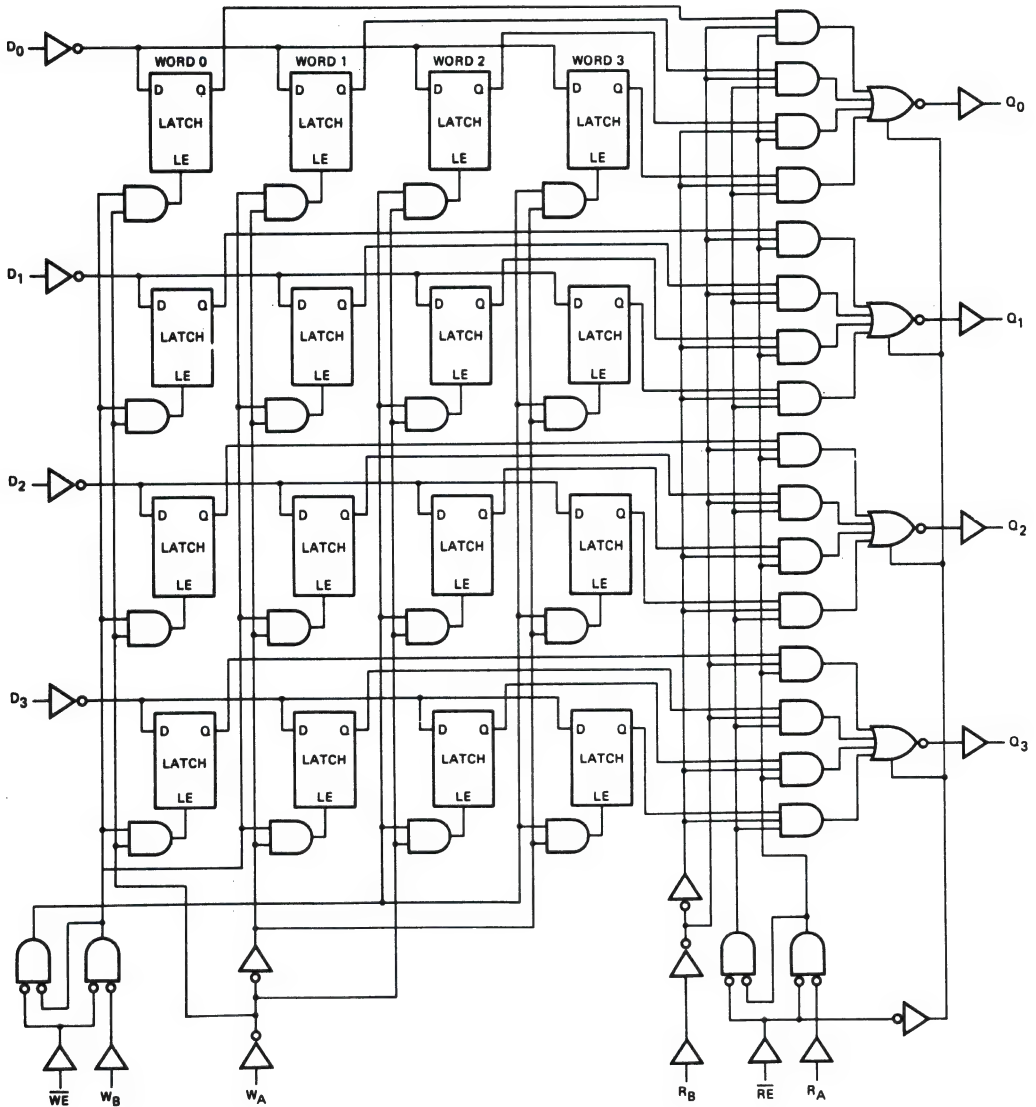 D0
WORD 0 WORD 1 WORD 2 WORD 3
D Q D Q D Q D Q
LATCH LATCH LATCH LATCH
LE LE LE LE
Q0
D1
D Q D Q D Q D Q
LATCH LATCH LATCH LATCH
LE LE LE LE
Q1
D2
D Q D Q D Q D Q
LATCH LATCH LATCH LATCH
LE LE LE LE
Q2
D3
D Q D Q D Q D Q
LATCH LATCH LATCH LATCH
LE LE LE LE
Q3
W̅E̅ WB WA RB R̅E̅ RA